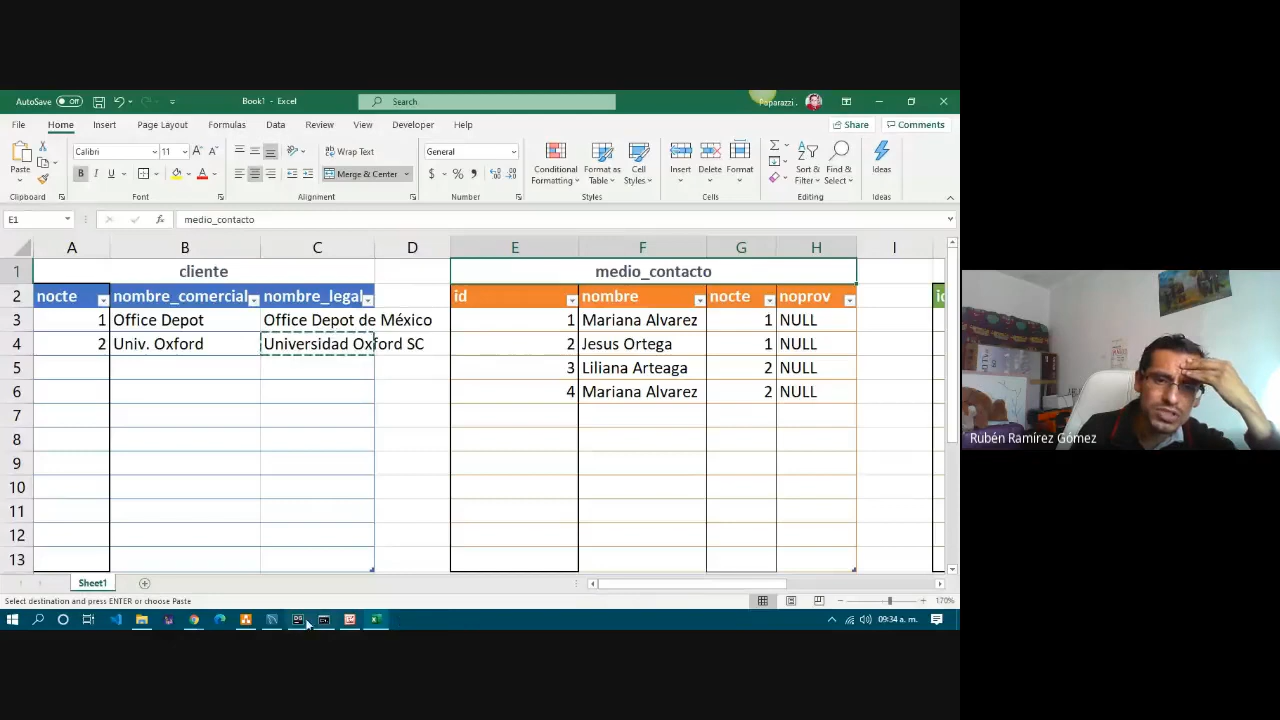 AutoSave Off Book1 - Excel Search Paparazzi .
File Home Insert Page Layout Formulas Data Review View Developer Help Share Comments
Paste Calibri 11 Wrap Text General Conditional Formatting Format as Table Cell Styles Insert Delete Format Sort & Filter Find & Select Ideas
B I U Merge & Center $ % ,
Clipboard Font Alignment Number Styles Cells Editing Ideas
E1 fx medio_contacto
A B C D E F G H I
1 cliente medio_contacto
2 nocte nombre_comercial nombre_legal id nombre nocte noprov
3 1 Office Depot Office Depot de México 1 Mariana Alvarez 1 NULL
4 2 Univ. Oxford Universidad Oxford SC 2 Jesus Ortega 1 NULL
5 3 Liliana Arteaga 2 NULL
6 4 Mariana Alvarez 2 NULL
7
8
9
10
11
12
13
Sheet1
Select destination and press ENTER or choose Paste 170%
09:34 a. m.
Rubén Ramírez Gómez